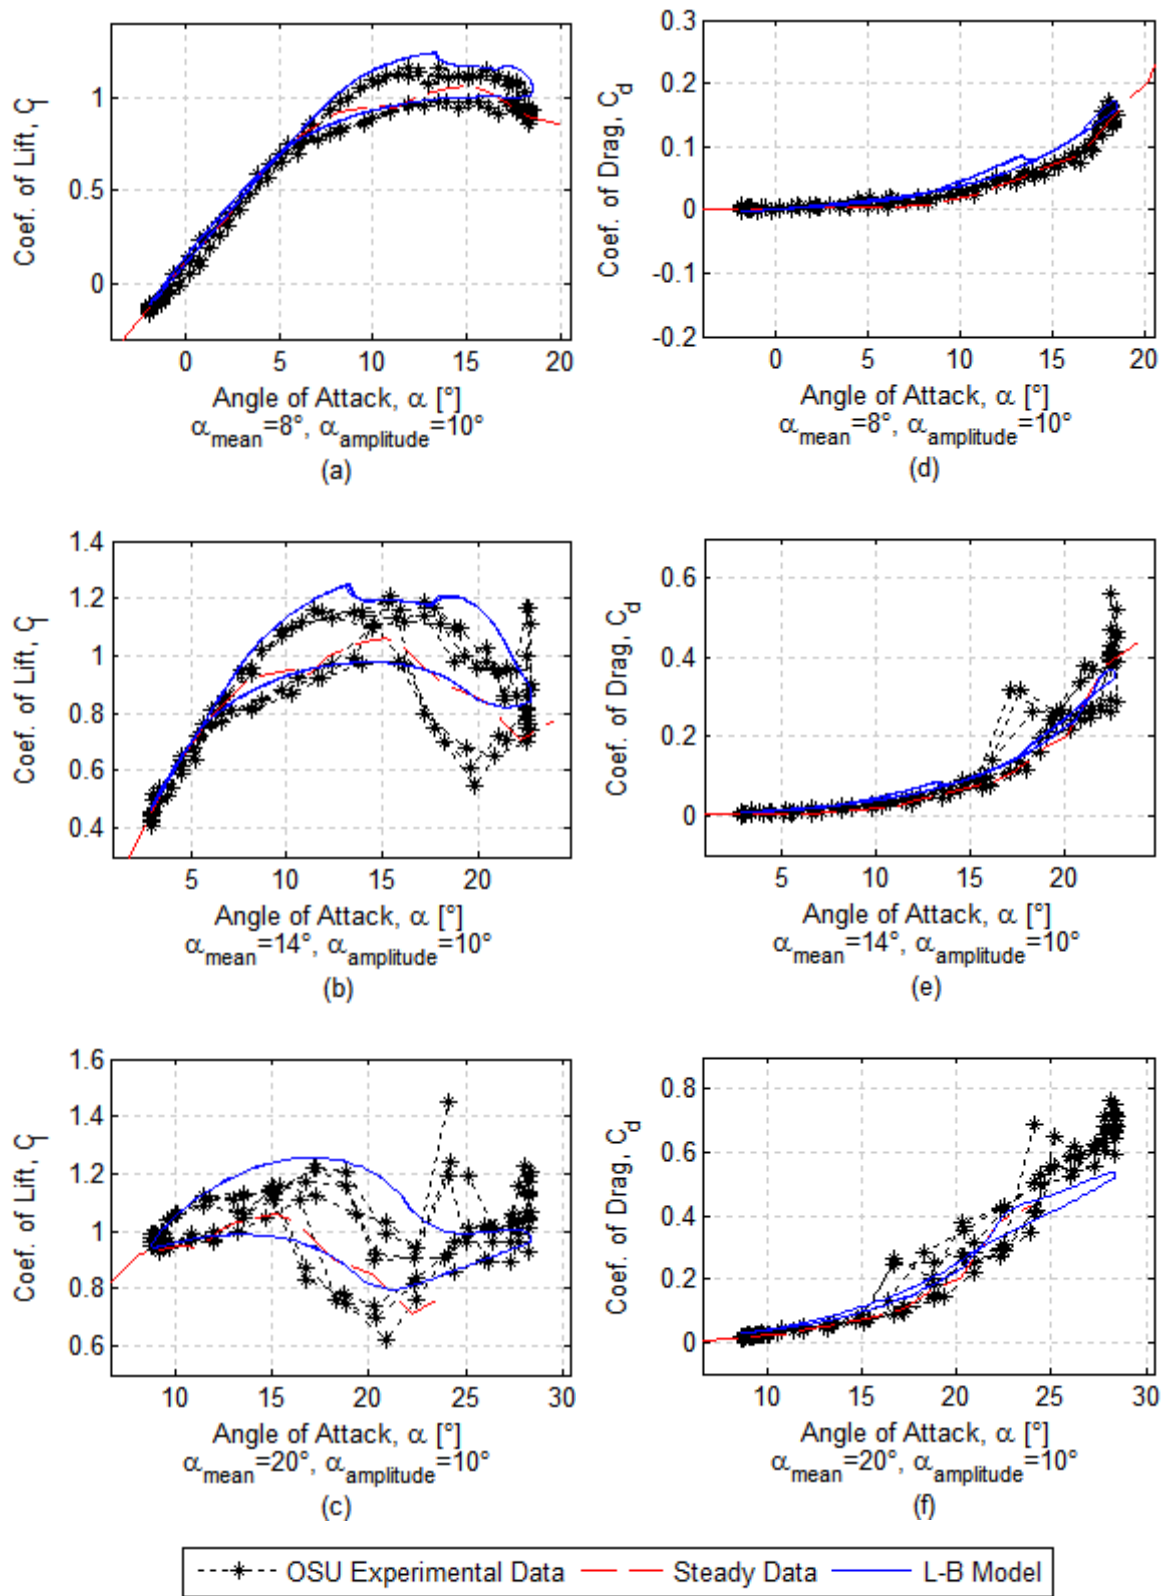 Coef. of Lift, Cl
1
0.5
0
0 5 10 15 20
Angle of Attack, α [°]
αmean=8°, αamplitude=10°
(a)
Coef. of Drag, Cd
0.3
0.2
0.1
0
-0.1
-0.2
0 5 10 15 20
Angle of Attack, α [°]
αmean=8°, αamplitude=10°
(d)
Coef. of Lift, Cl
1.4
1.2
1
0.8
0.6
0.4
5 10 15 20
Angle of Attack, α [°]
αmean=14°, αamplitude=10°
(b)
Coef. of Drag, Cd
0.6
0.4
0.2
0
5 10 15 20
Angle of Attack, α [°]
αmean=14°, αamplitude=10°
(e)
Coef. of Lift, Cl
1.6
1.4
1.2
1
0.8
0.6
10 15 20 25 30
Angle of Attack, α [°]
αmean=20°, αamplitude=10°
(c)
Coef. of Drag, Cd
0.8
0.6
0.4
0.2
0
10 15 20 25 30
Angle of Attack, α [°]
αmean=20°, αamplitude=10°
(f)
OSU Experimental Data Steady Data L-B Model